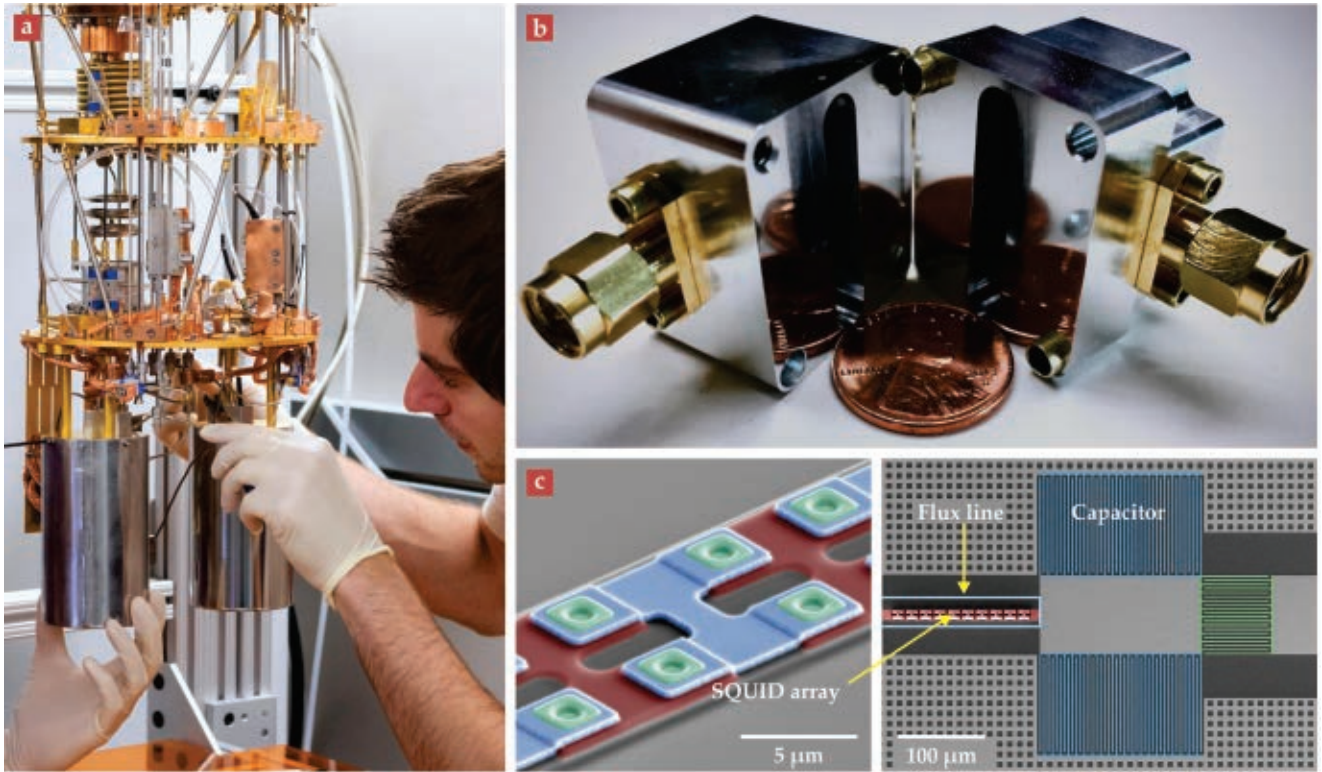 a
b
c
Flux line
Capacitor
SQUID array
5 μm
100 μm